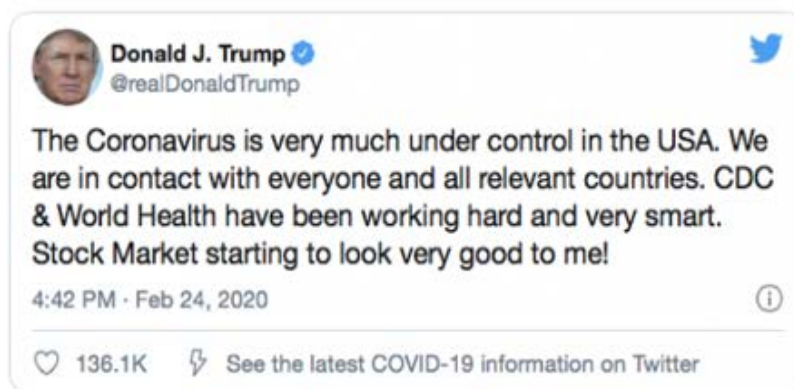 Donald J. Trump
@realDonaldTrump
The Coronavirus is very much under control in the USA. We
are in contact with everyone and all relevant countries. CDC
& World Health have been working hard and very smart.
Stock Market starting to look very good to me!
4:42 PM · Feb 24, 2020
136.1K See the latest COVID-19 information on Twitter